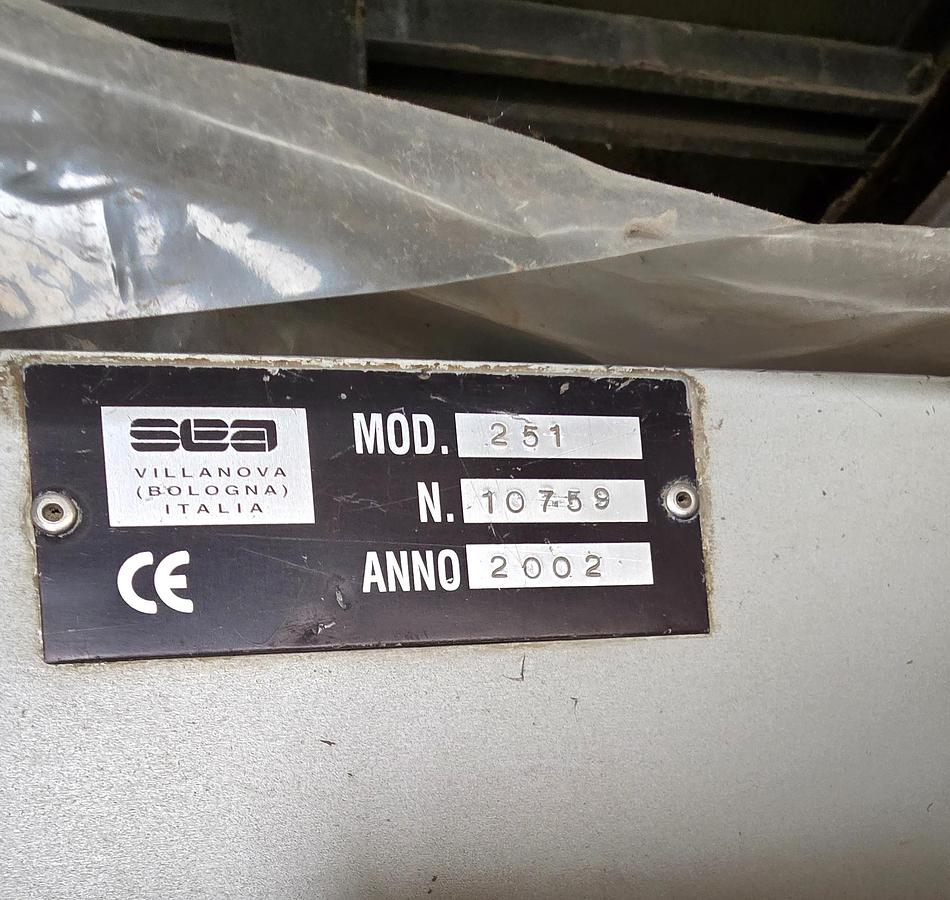 sea
VILLANOVA
(BOLOGNA)
ITALIA
CE
MOD. 251
N. 10759
ANNO 2002